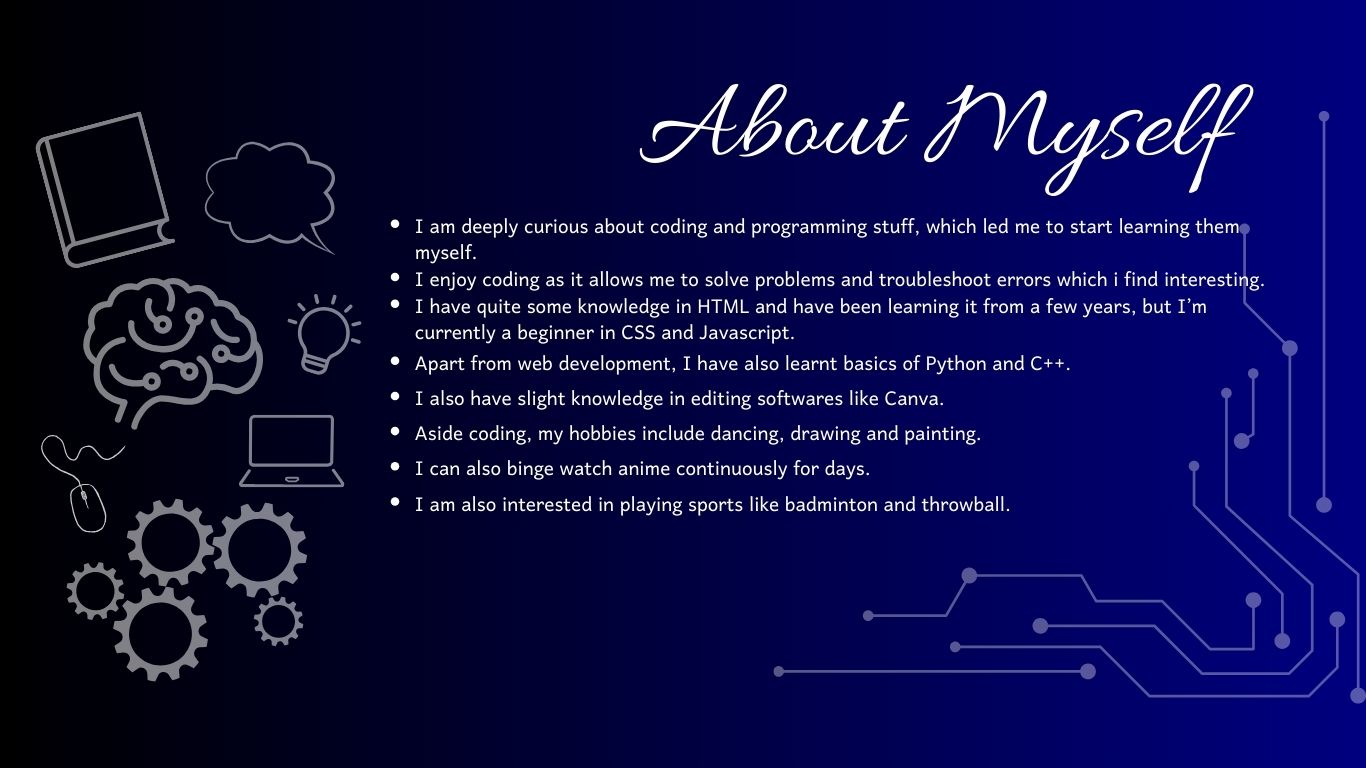 About Myself
• I am deeply curious about coding and programming stuff, which led me to start learning them
myself.
• I enjoy coding as it allows me to solve problems and troubleshoot errors which i find interesting.
• I have quite some knowledge in HTML and have been learning it from a few years, but I’m
currently a beginner in CSS and Javascript.
• Apart from web development, I have also learnt basics of Python and C++.
• I also have slight knowledge in editing softwares like Canva.
• Aside coding, my hobbies include dancing, drawing and painting.
• I can also binge watch anime continuously for days.
• I am also interested in playing sports like badminton and throwball.